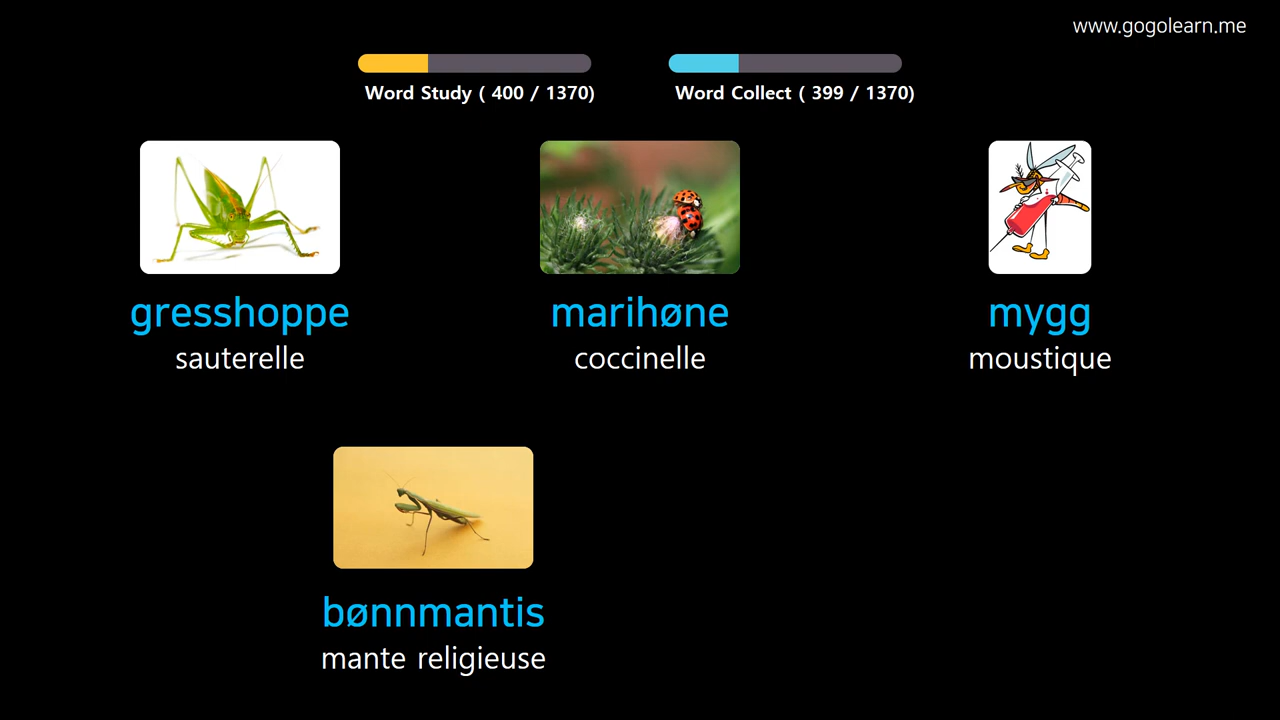 www.gogolearn.me
Word Study ( 400 / 1370)
Word Collect ( 399 / 1370)
gresshoppe
sauterelle
marihøne
coccinelle
mygg
moustique
bønnmantis
mante religieuse